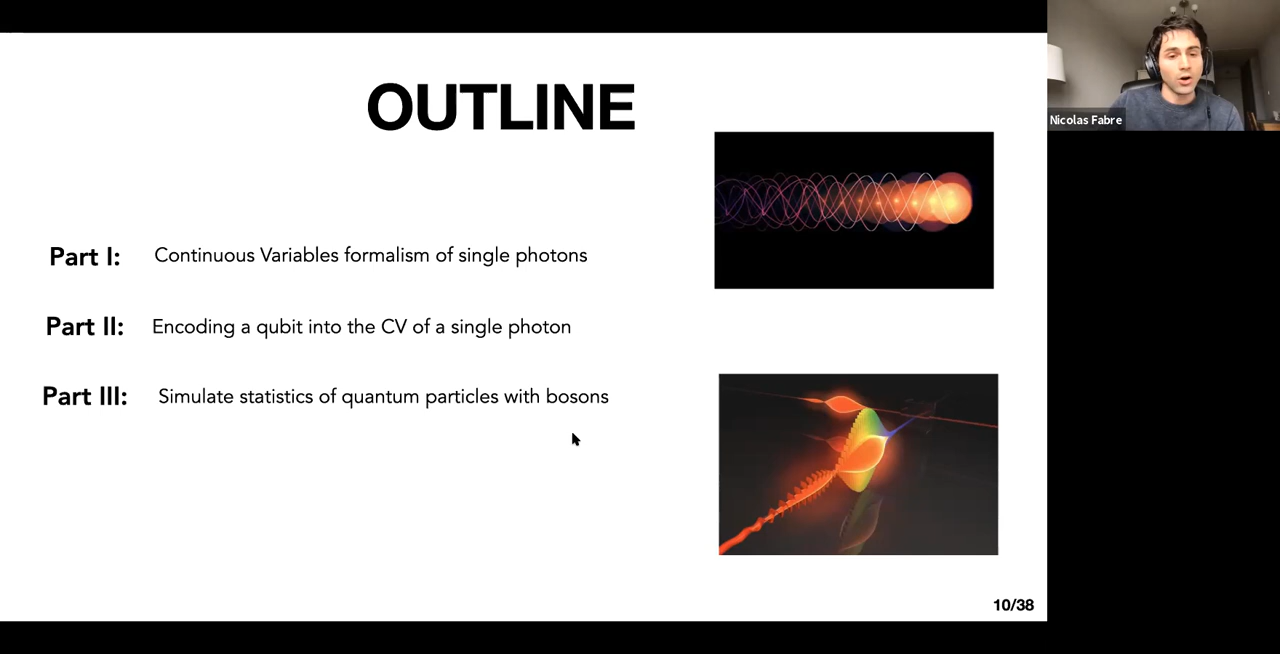 OUTLINE
Nicolas Fabre
Part I: Continuous Variables formalism of single photons
Part II: Encoding a qubit into the CV of a single photon
Part III: Simulate statistics of quantum particles with bosons
10/38